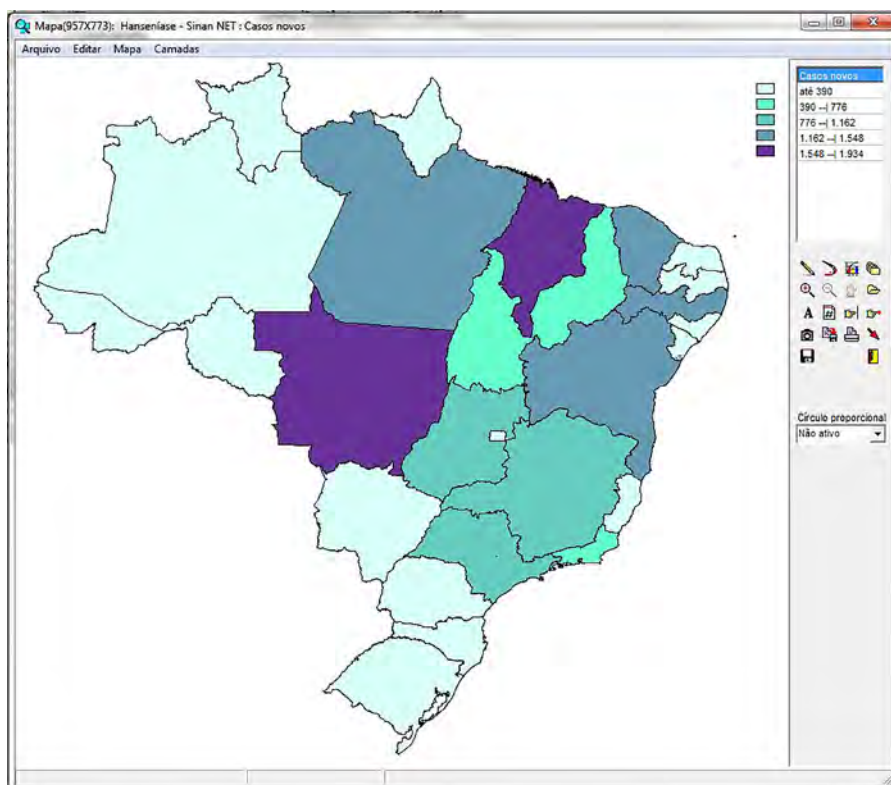 Mapa(957X773): Hanseníase - Sinan NET : Casos novos
Arquivo Editar Mapa Camadas
Casos novos
até 390
390 --| 776
776 --| 1.162
1.162 --| 1.548
1.548 --| 1.934
A
#
Círculo proporcional
Não ativo